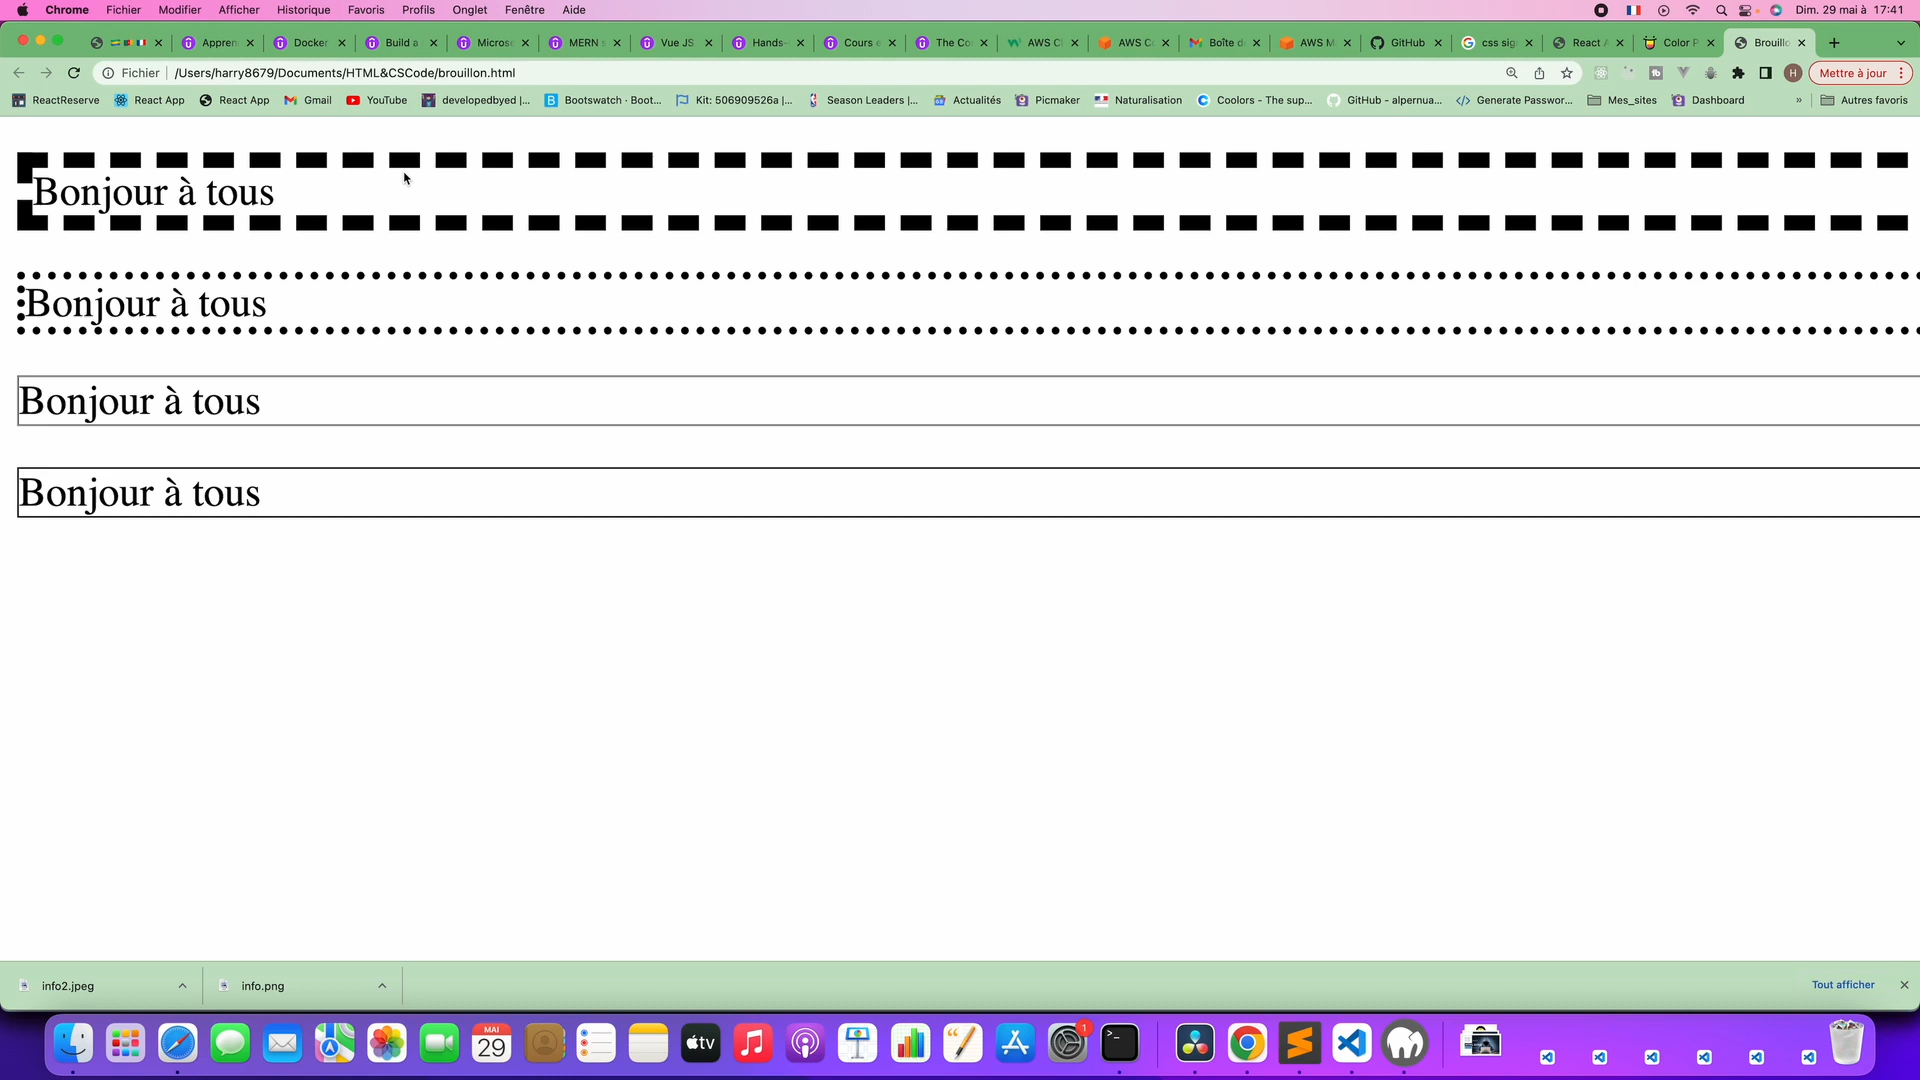 Chrome Fichier Modifier Afficher Historique Favoris Profils Onglet Fenêtre Aide Dim. 29 mai à 17:41
Appren Docker Build a Micros MERN s Vue JS Hands- Cours e The Co AWS Cl AWS C Boîte d AWS M GitHub css sig React A Color P Brouillo
Fichier /Users/harry8679/Documents/HTML&CSCode/brouillon.html H Mettre à jour
ReactReserve React App React App Gmail YouTube developedbyed |... Bootswatch · Boot... Kit: 506909526a |... Season Leaders |... Actualités Picmaker Naturalisation Coolors - The sup... GitHub - alpernua... Generate Passwor... Mes_sites Dashboard » Autres favoris
Bonjour à tous
Bonjour à tous
Bonjour à tous
Bonjour à tous
info2.jpeg info.png Tout afficher
MAI
29
tv
1